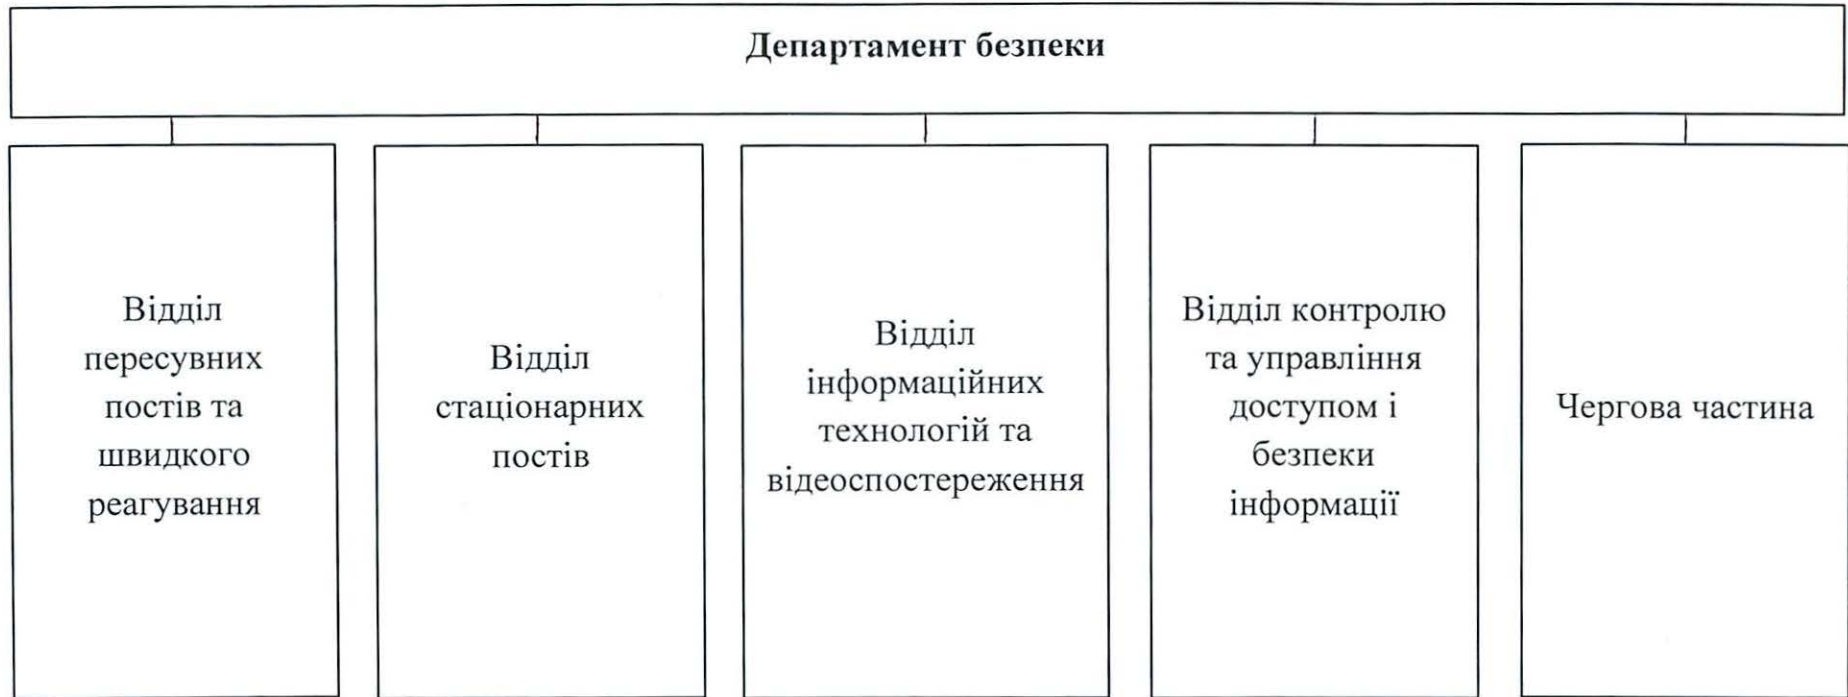 Департамент безпеки
Відділ
пересувних
постів та
швидкого
реагування
Відділ
стаціонарних
постів
Відділ
інформаційних
технологій та
відеоспостереження
Відділ контролю
та управління
доступом і
безпеки
інформації
Чергова частина